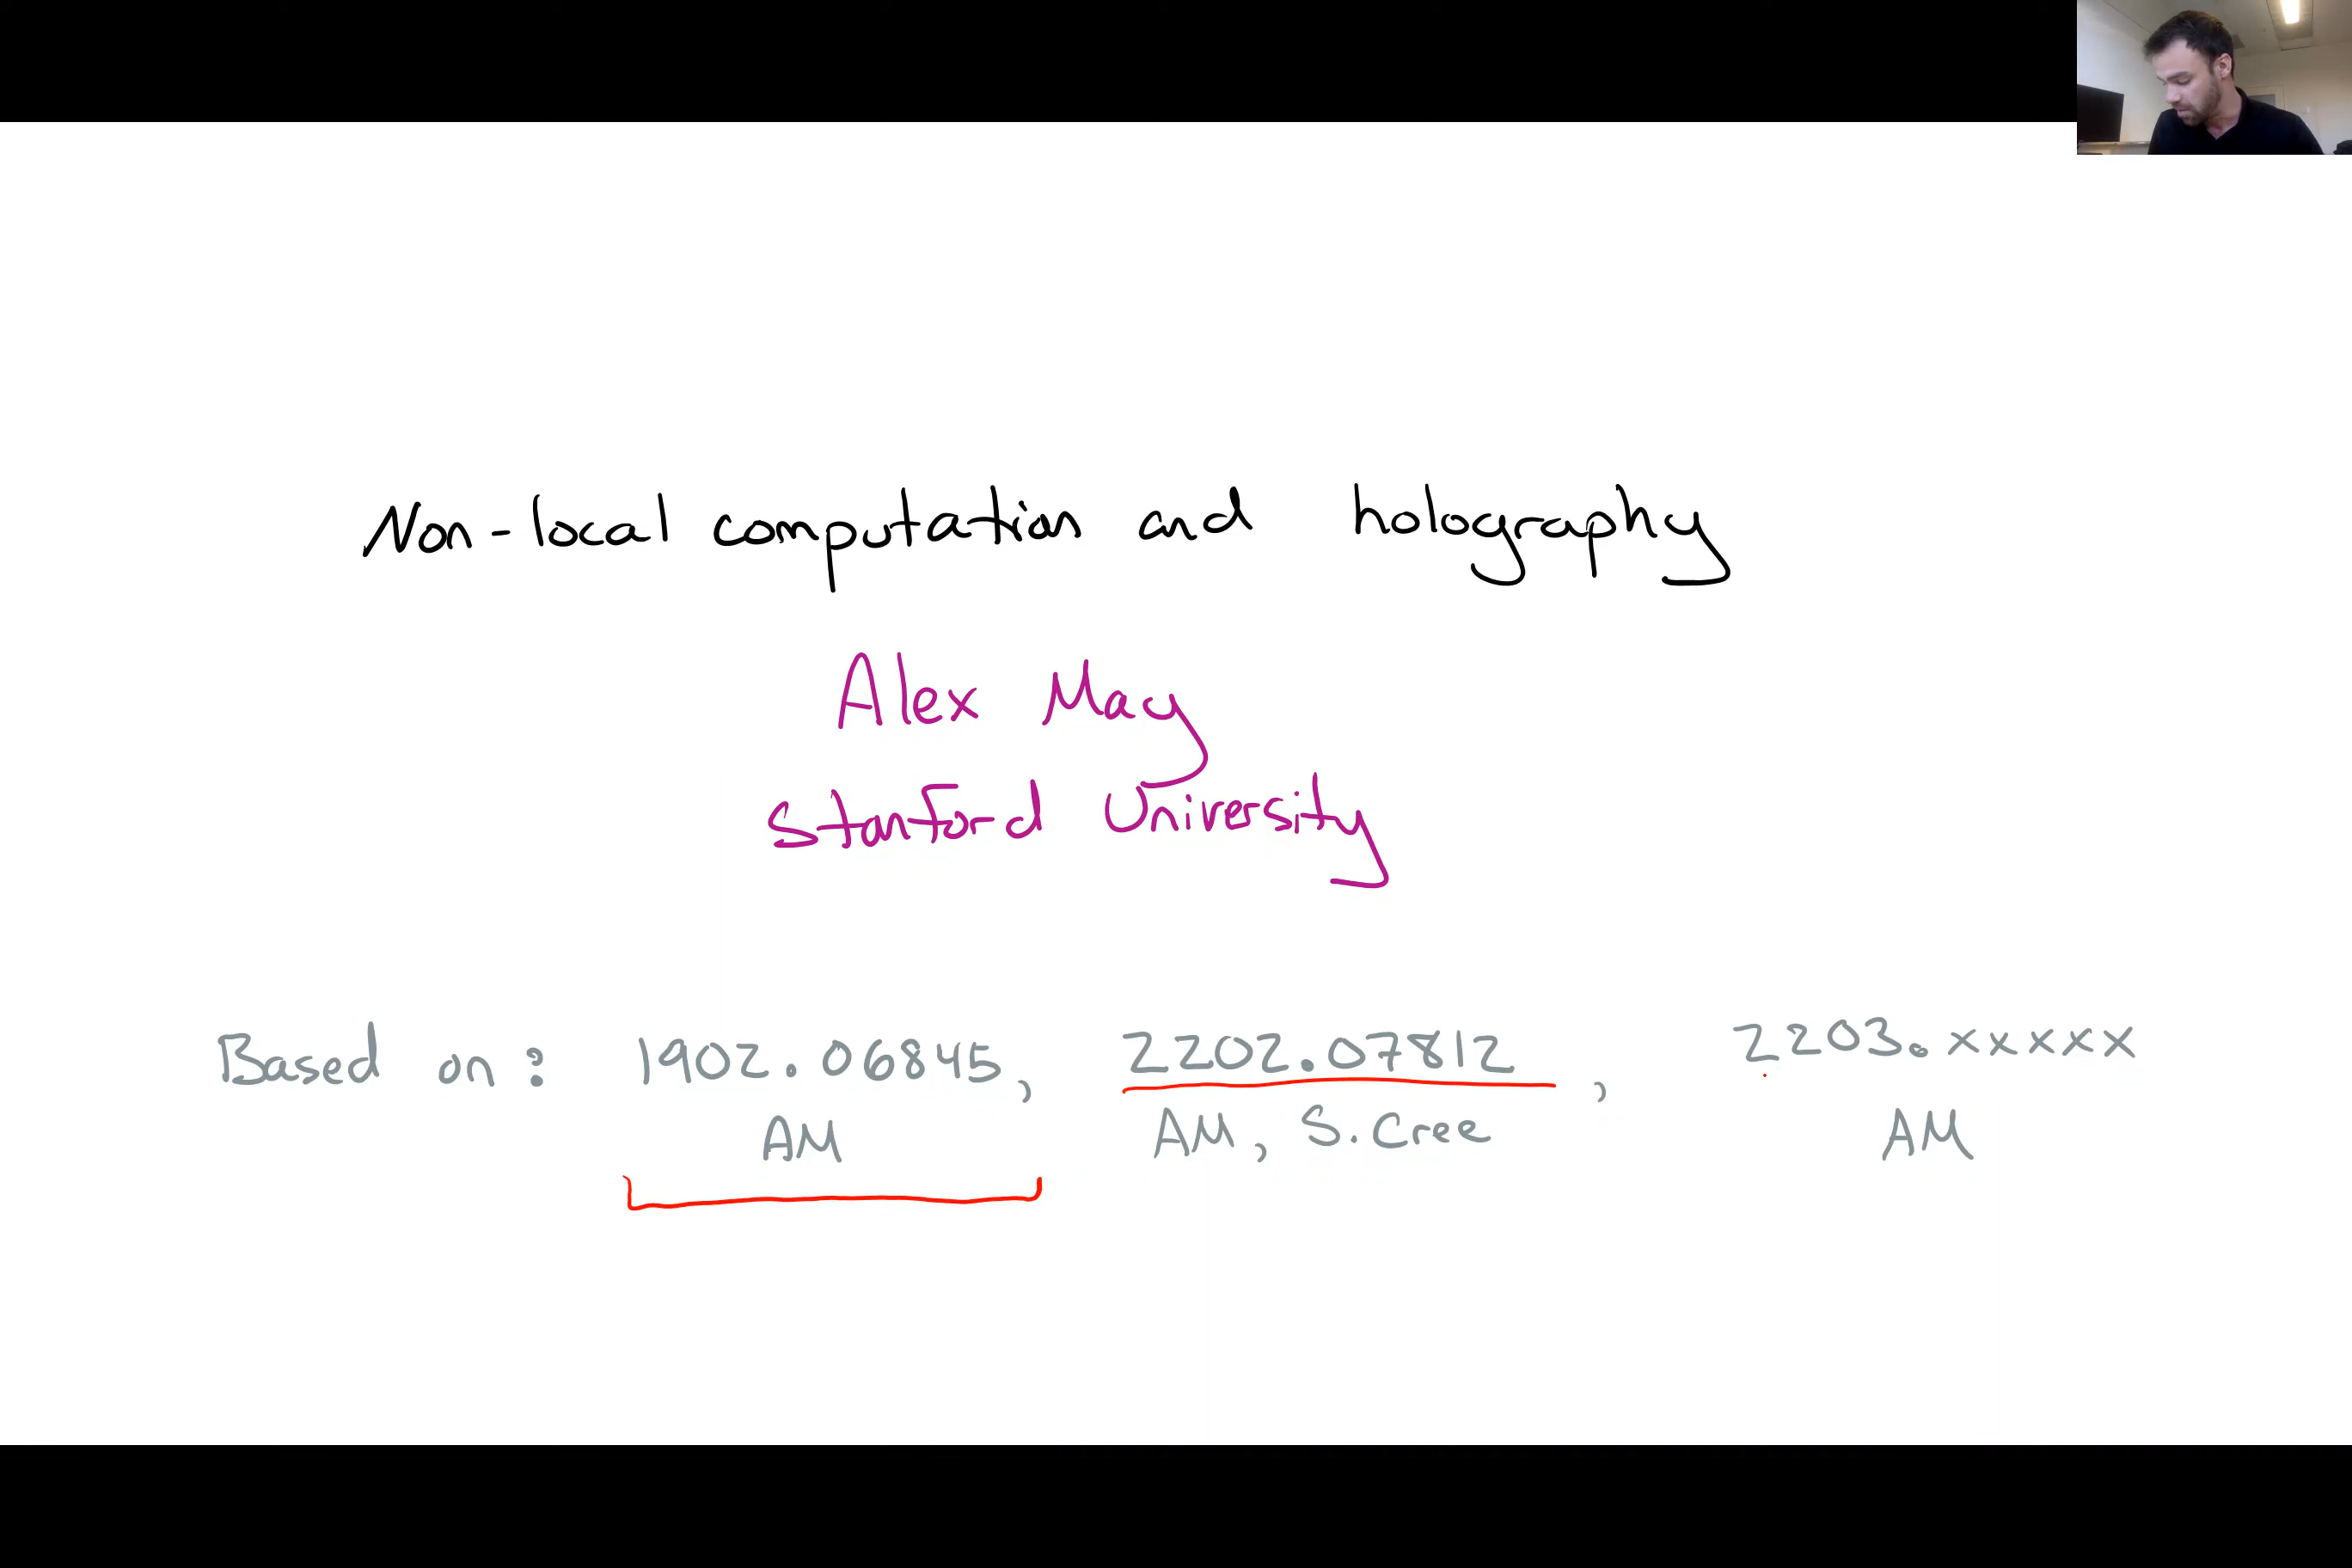 Non-local computation and holography
Alex May
Stanford University
Based on: 1902.06845, 2202.07812, 2203.xxxxx
AM AM, S. Cree AM